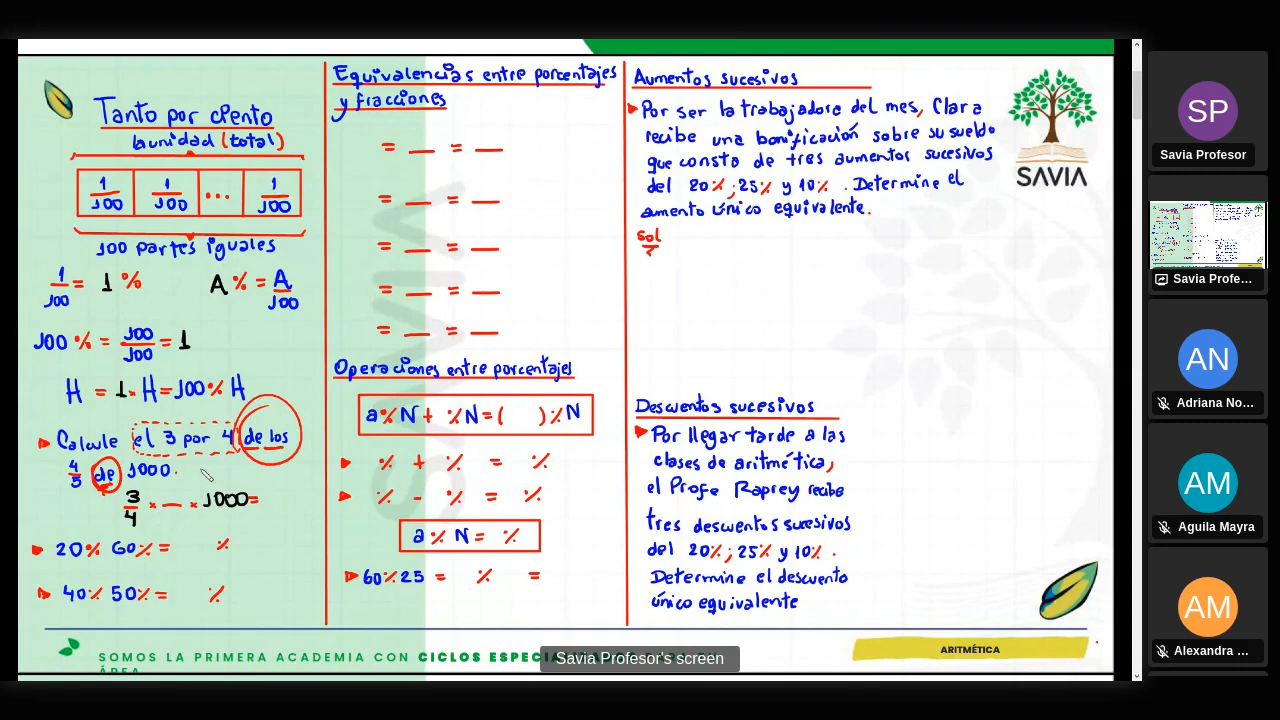 Tanto por ciento
la unidad (total)
1/100 1/100 ... 1/100
100 partes iguales
1/100 = 1 % A % = A/100
100 % = 100/100 = 1
H = 1 × H = 100 % H
Calcule el 3 por 4 de los
4/5 de 1000.
3/4 × — × 1000 =
20% 60% = %
40% 50% = %
Equivalencias entre porcentajes
y fracciones
= — = —
= — = —
= — = —
= — = —
= — = —
Operaciones entre porcentajes
a % N + % N = ( ) % N
% + % = %
% - % = %
a % N = %
60 % 25 = % =
Aumentos sucesivos
Por ser la trabajadora del mes, Clara
recibe una bonificación sobre su sueldo
que consta de tres aumentos sucesivos
del 20%; 25% y 10%. Determine el
aumento único equivalente.
Sol
Descuentos sucesivos
Por llegar tarde a las
clases de aritmética,
el Profe Raprey recibe
tres descuentos sucesivos
del 20%; 25% y 10%.
Determine el descuento
único equivalente
SAVIA
SOMOS LA PRIMERA ACADEMIA CON CICLOS ESPEC
ÁREA
ARITMÉTICA
Savia Profesor's screen
SP
Savia Profesor
Savia Profe...
AN
Adriana No...
AM
Aguila Mayra
AM
Alexandra ...